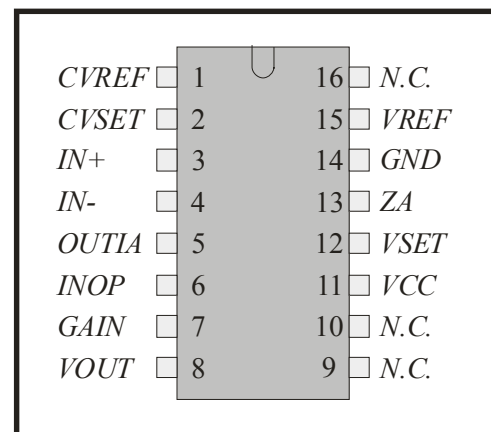 CVREF 1 16 N.C.
CVSET 2 15 VREF
IN+ 3 14 GND
IN- 4 13 ZA
OUTIA 5 12 VSET
INOP 6 11 VCC
GAIN 7 10 N.C.
VOUT 8 9 N.C.